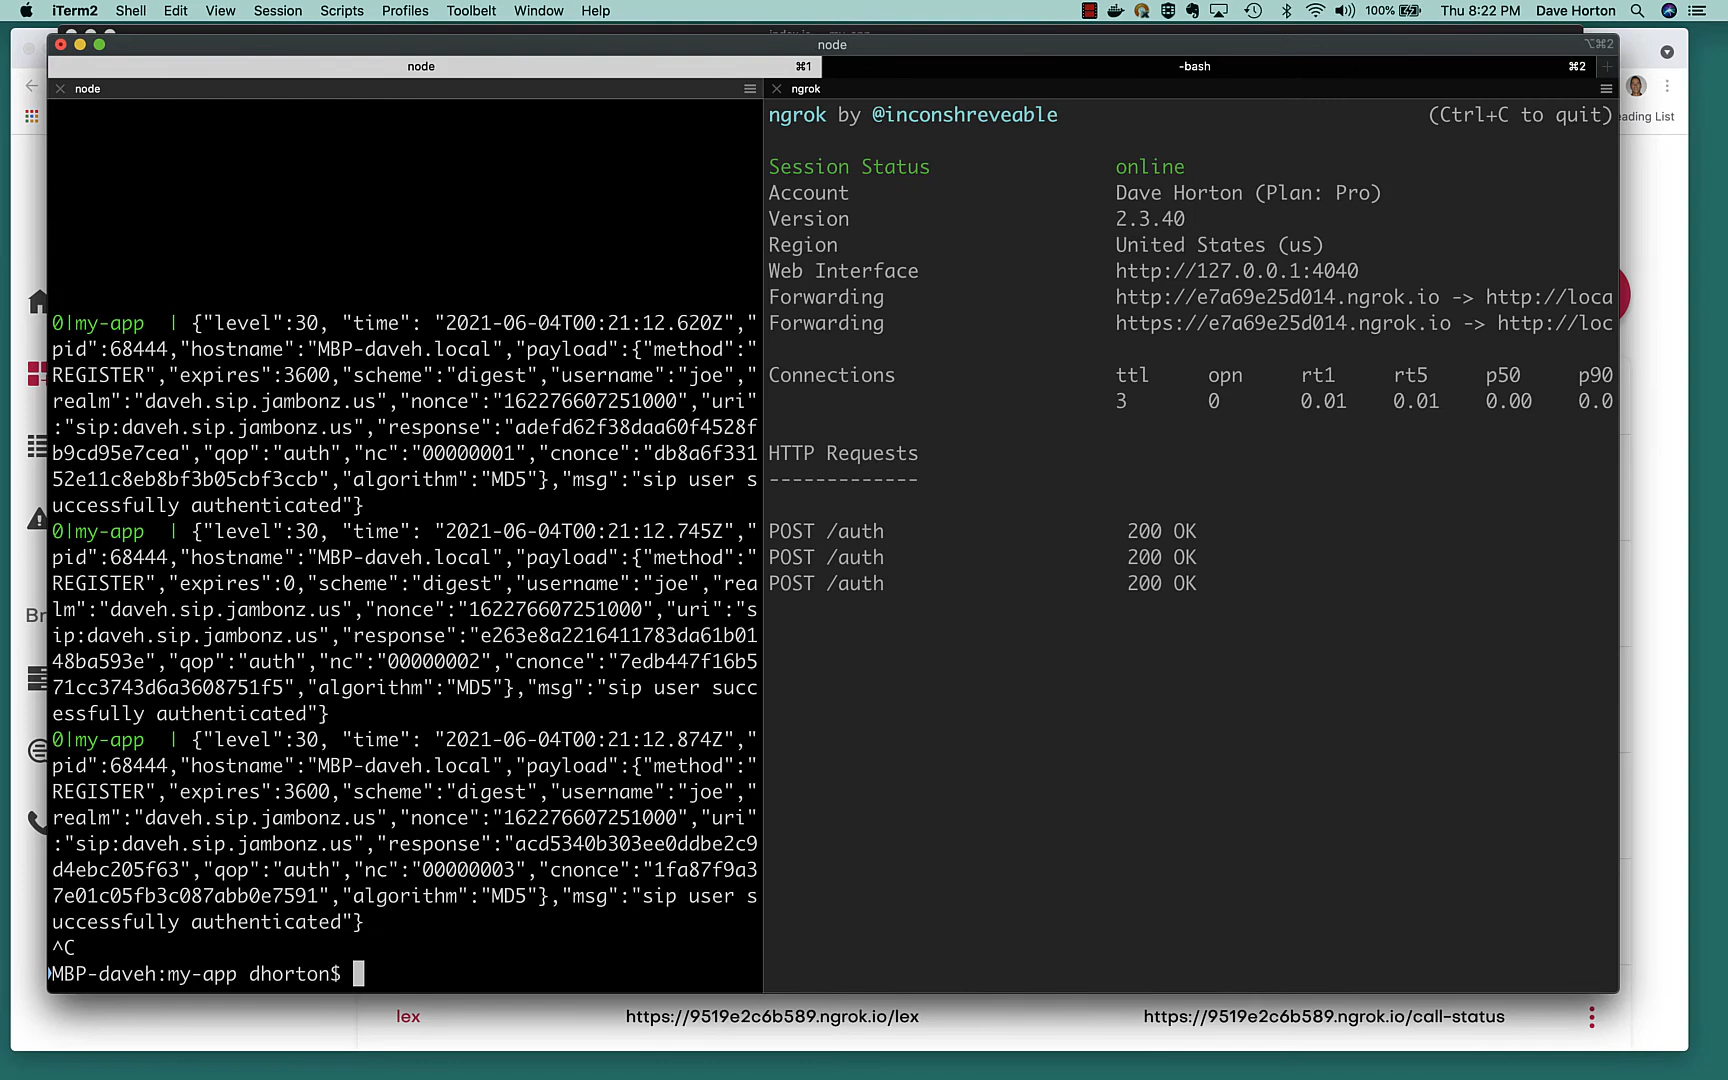 iTerm2 Shell Edit View Session Scripts Profiles Toolbelt Window Help 100% Thu 8:22 PM Dave Horton
node ⌥⌘2
node ⌘1 -bash ⌘2
node
ngrok
ading List
0|my-app | {"level":30, "time": "2021-06-04T00:21:12.620Z","
pid":68444,"hostname":"MBP-daveh.local","payload":{"method":"
REGISTER","expires":3600,"scheme":"digest","username":"joe","
realm":"daveh.sip.jambonz.us","nonce":"162276607251000","uri"
:"sip:daveh.sip.jambonz.us","response":"adefd62f38daa60f4528f
b9cd95e7cea","qop":"auth","nc":"00000001","cnonce":"db8a6f331
52e11c8eb8bf3b05cbf3ccb","algorithm":"MD5"},"msg":"sip user s
uccessfully authenticated"}
0|my-app | {"level":30, "time": "2021-06-04T00:21:12.745Z","
pid":68444,"hostname":"MBP-daveh.local","payload":{"method":"
REGISTER","expires":0,"scheme":"digest","username":"joe","rea
lm":"daveh.sip.jambonz.us","nonce":"162276607251000","uri":"s
ip:daveh.sip.jambonz.us","response":"e263e8a2216411783da61b01
48ba593e","qop":"auth","nc":"00000002","cnonce":"7edb447f16b5
71cc3743d6a3608751f5","algorithm":"MD5"},"msg":"sip user succ
essfully authenticated"}
0|my-app | {"level":30, "time": "2021-06-04T00:21:12.874Z","
pid":68444,"hostname":"MBP-daveh.local","payload":{"method":"
REGISTER","expires":3600,"scheme":"digest","username":"joe","
realm":"daveh.sip.jambonz.us","nonce":"162276607251000","uri"
:"sip:daveh.sip.jambonz.us","response":"acd5340b303ee0ddbe2c9
d4ebc205f63","qop":"auth","nc":"00000003","cnonce":"1fa87f9a3
7e01c05fb3c087abb0e7591","algorithm":"MD5"},"msg":"sip user s
uccessfully authenticated"}
^C
MBP-daveh:my-app dhorton$
ngrok by @inconshreveable (Ctrl+C to quit)
Session Status online
Account Dave Horton (Plan: Pro)
Version 2.3.40
Region United States (us)
Web Interface http://127.0.0.1:4040
Forwarding http://e7a69e25d014.ngrok.io -> http://loca
Forwarding https://e7a69e25d014.ngrok.io -> http://loc
Connections ttl opn rt1 rt5 p50 p90
3 0 0.01 0.01 0.00 0.0
HTTP Requests
-------------
POST /auth 200 OK
POST /auth 200 OK
POST /auth 200 OK
Br
lex https://9519e2c6b589.ngrok.io/lex https://9519e2c6b589.ngrok.io/call-status